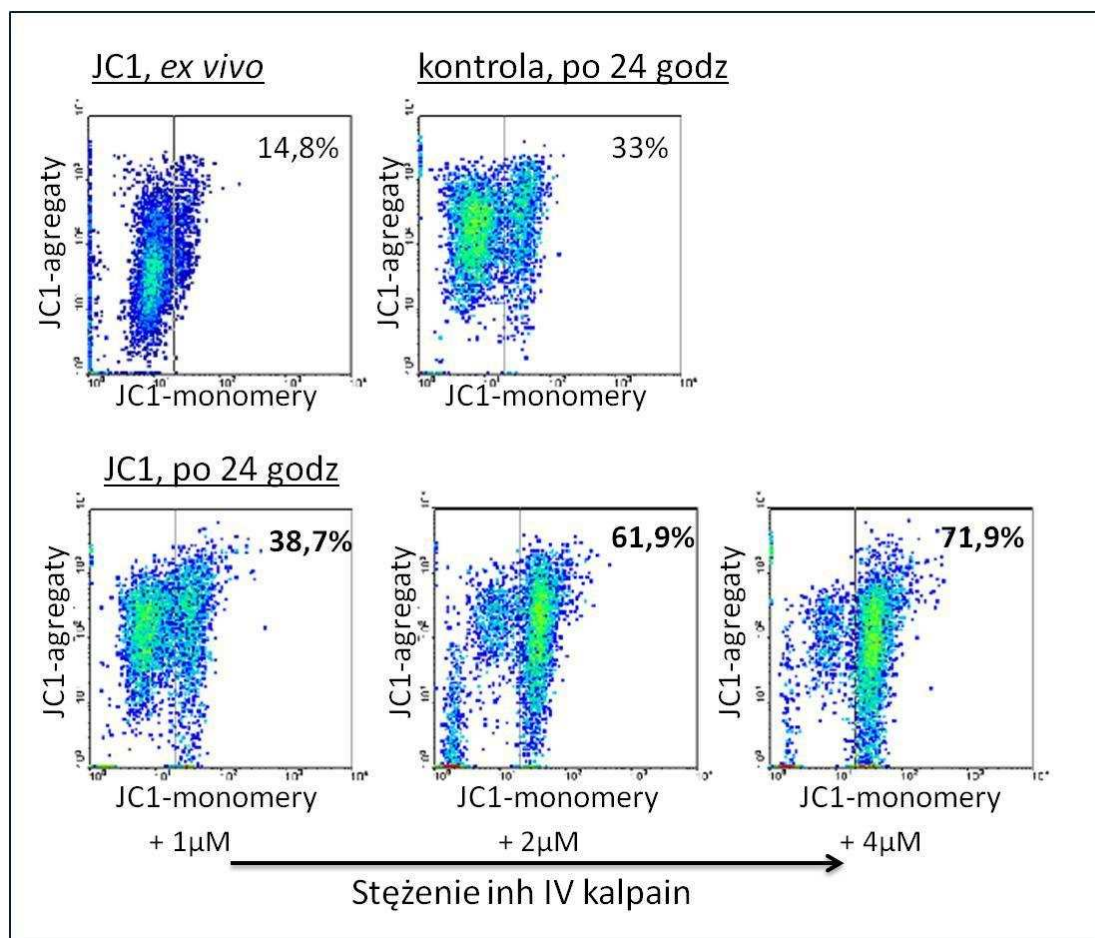 JC1, ex vivo
kontrola, po 24 godz
14,8%
33%
JC1-agregaty
JC1-agregaty
JC1-monomery
JC1-monomery
JC1, po 24 godz
38,7%
61,9%
71,9%
JC1-agregaty
JC1-agregaty
JC1-agregaty
JC1-monomery
JC1-monomery
JC1-monomery
+ 1µM
+ 2µM
+ 4µM
Stężenie inh IV kalpain